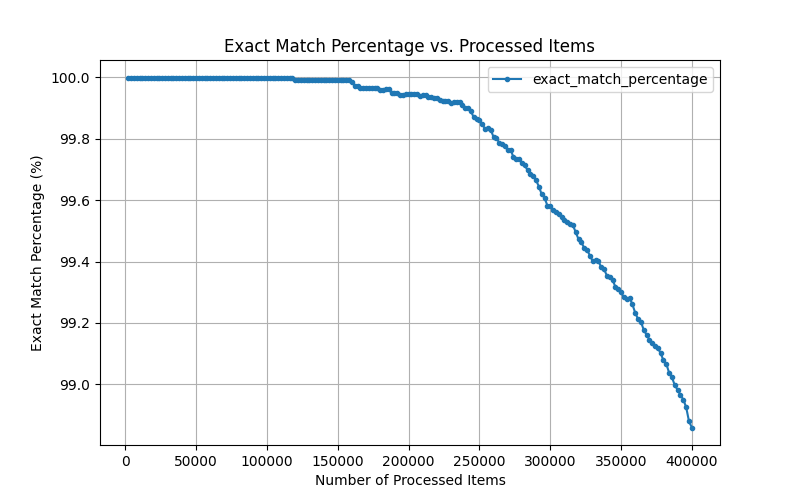 Exact Match Percentage vs. Processed Items
exact_match_percentage
Exact Match Percentage (%)
100.0
99.8
99.6
99.4
99.2
99.0
0 50000 100000 150000 200000 250000 300000 350000 400000
Number of Processed Items